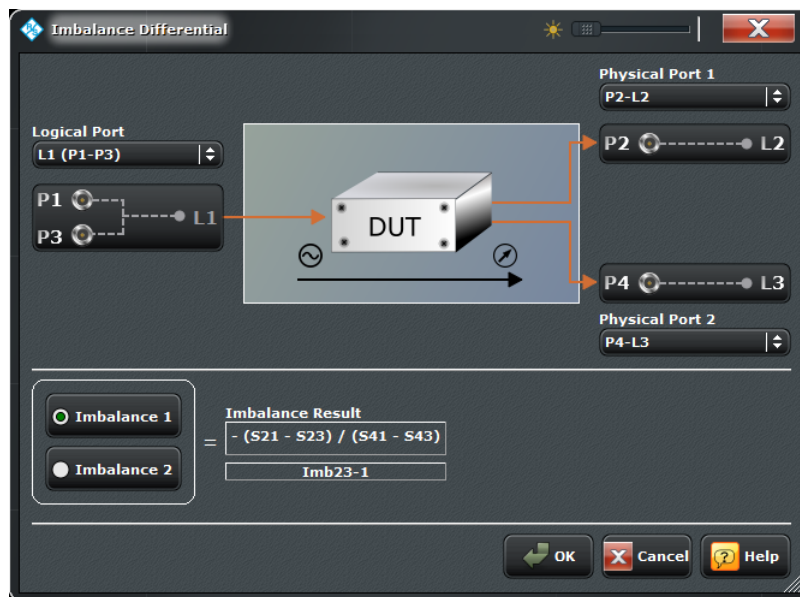 Imbalance Differential
Physical Port 1
P2-L2
P2
L2
Logical Port
L1 (P1-P3)
P1
P3
L1
DUT
P4
L3
Physical Port 2
P4-L3
Imbalance 1
Imbalance 2
=
Imbalance Result
- (S21 - S23) / (S41 - S43)
Imb23-1
OK
X Cancel
? Help